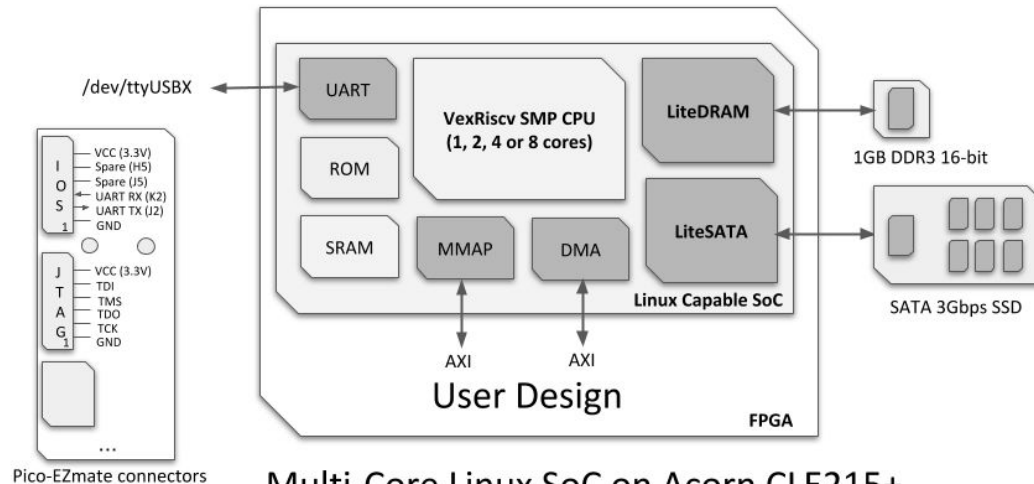 /dev/ttyUSBX
UART
VexRiscv SMP CPU
(1, 2, 4 or 8 cores)
LiteDRAM
1GB DDR3 16-bit
ROM
SRAM
MMAP
DMA
LiteSATA
SATA 3Gbps SSD
Linux Capable SoC
AXI
AXI
User Design
FPGA
I
O
S
1
VCC (3.3V)
Spare (H5)
Spare (J5)
UART RX (K2)
UART TX (J2)
GND
J
T
A
G
1
VCC (3.3V)
TDI
TMS
TDO
TCK
GND
...
Pico-EZmate connectors
Multi-Core Linux SoC on Acorn CLE215+